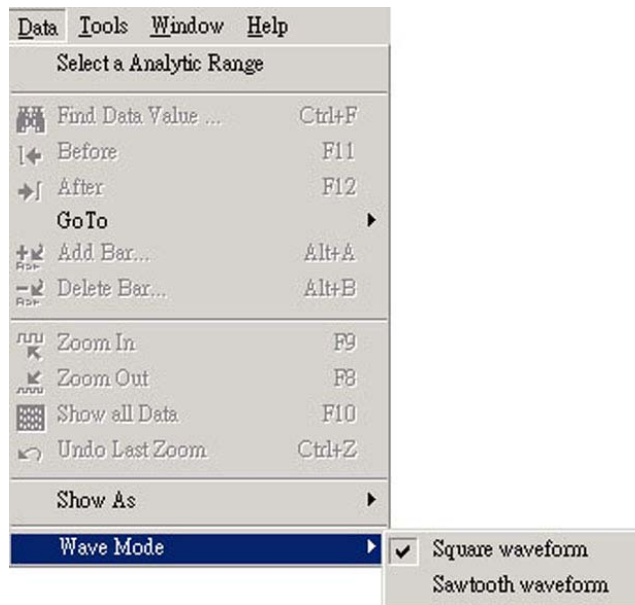 Data Tools Window Help
Select a Analytic Range
Find Data Value ... Ctrl+F
Before F11
After F12
GoTo
Add Bar... Alt+A
Delete Bar... Alt+B
Zoom In F9
Zoom Out F8
Show all Data F10
Undo Last Zoom Ctrl+Z
Show As
Wave Mode
Square waveform
Sawtooth waveform